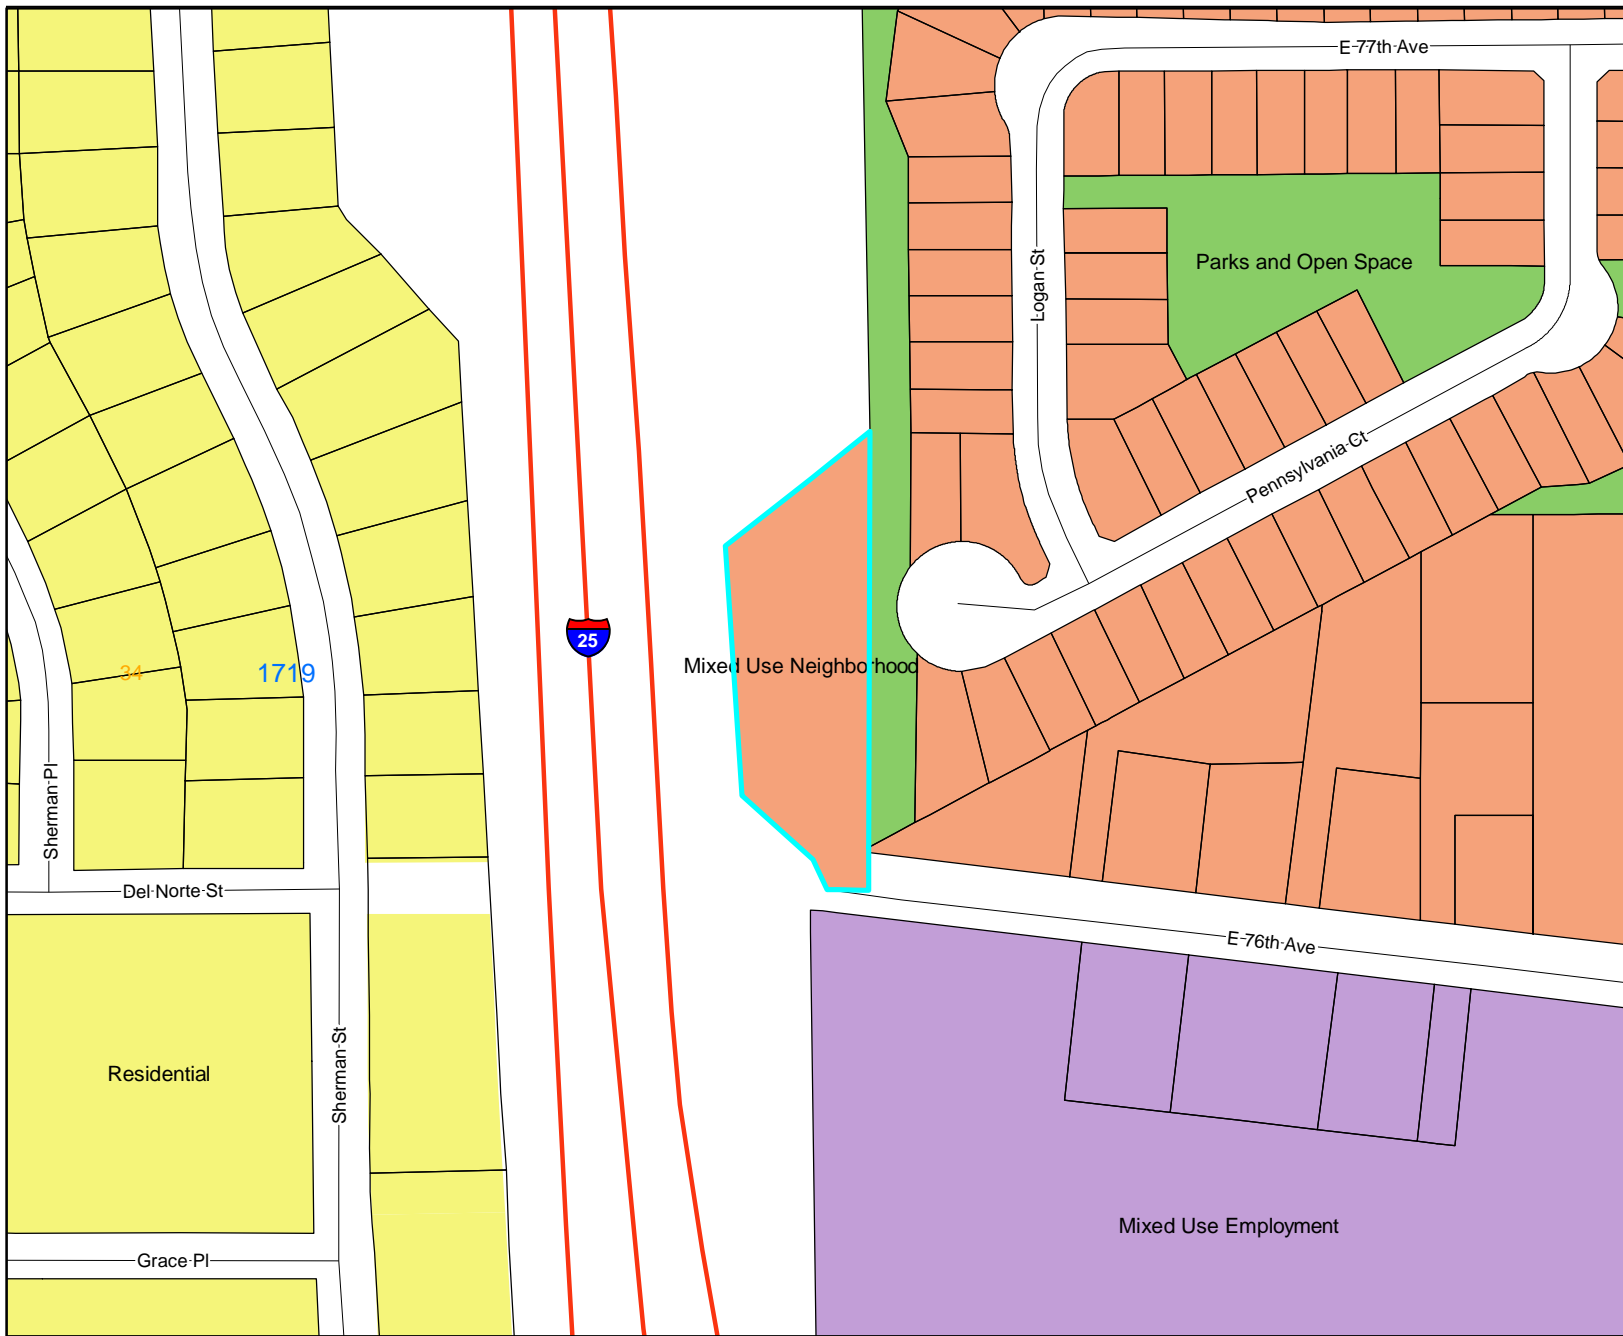 E 77th Ave
Parks and Open Space
Logan St
Pennsylvania Ct
25
Mixed Use Neighborhood
34
1719
Sherman Pl
Del Norte St
E 76th Ave
Sherman St
Residential
Mixed Use Employment
Grace Pl